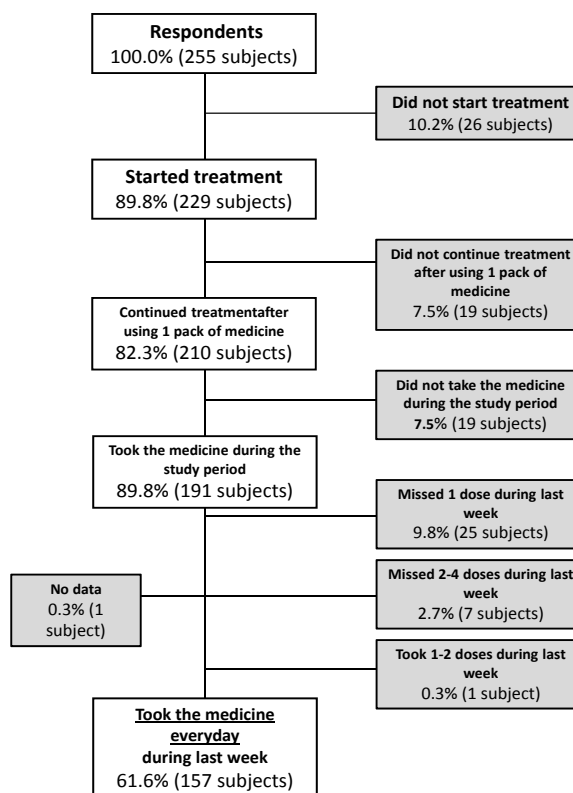 Respondents
100.0% (255 subjects)
Did not start treatment
10.2% (26 subjects)
Started treatment
89.8% (229 subjects)
Did not continue treatment
after using 1 pack of
medicine
7.5% (19 subjects)
Continued treatmentafter
using 1 pack of medicine
82.3% (210 subjects)
Did not take the medicine
during the study period
7.5% (19 subjects)
Took the medicine during the
study period
89.8% (191 subjects)
Missed 1 dose during last
week
9.8% (25 subjects)
No data
0.3% (1
subject)
Missed 2-4 doses during last
week
2.7% (7 subjects)
Took 1-2 doses during last
week
0.3% (1 subject)
Took the medicine
everyday
during last week
61.6% (157 subjects)